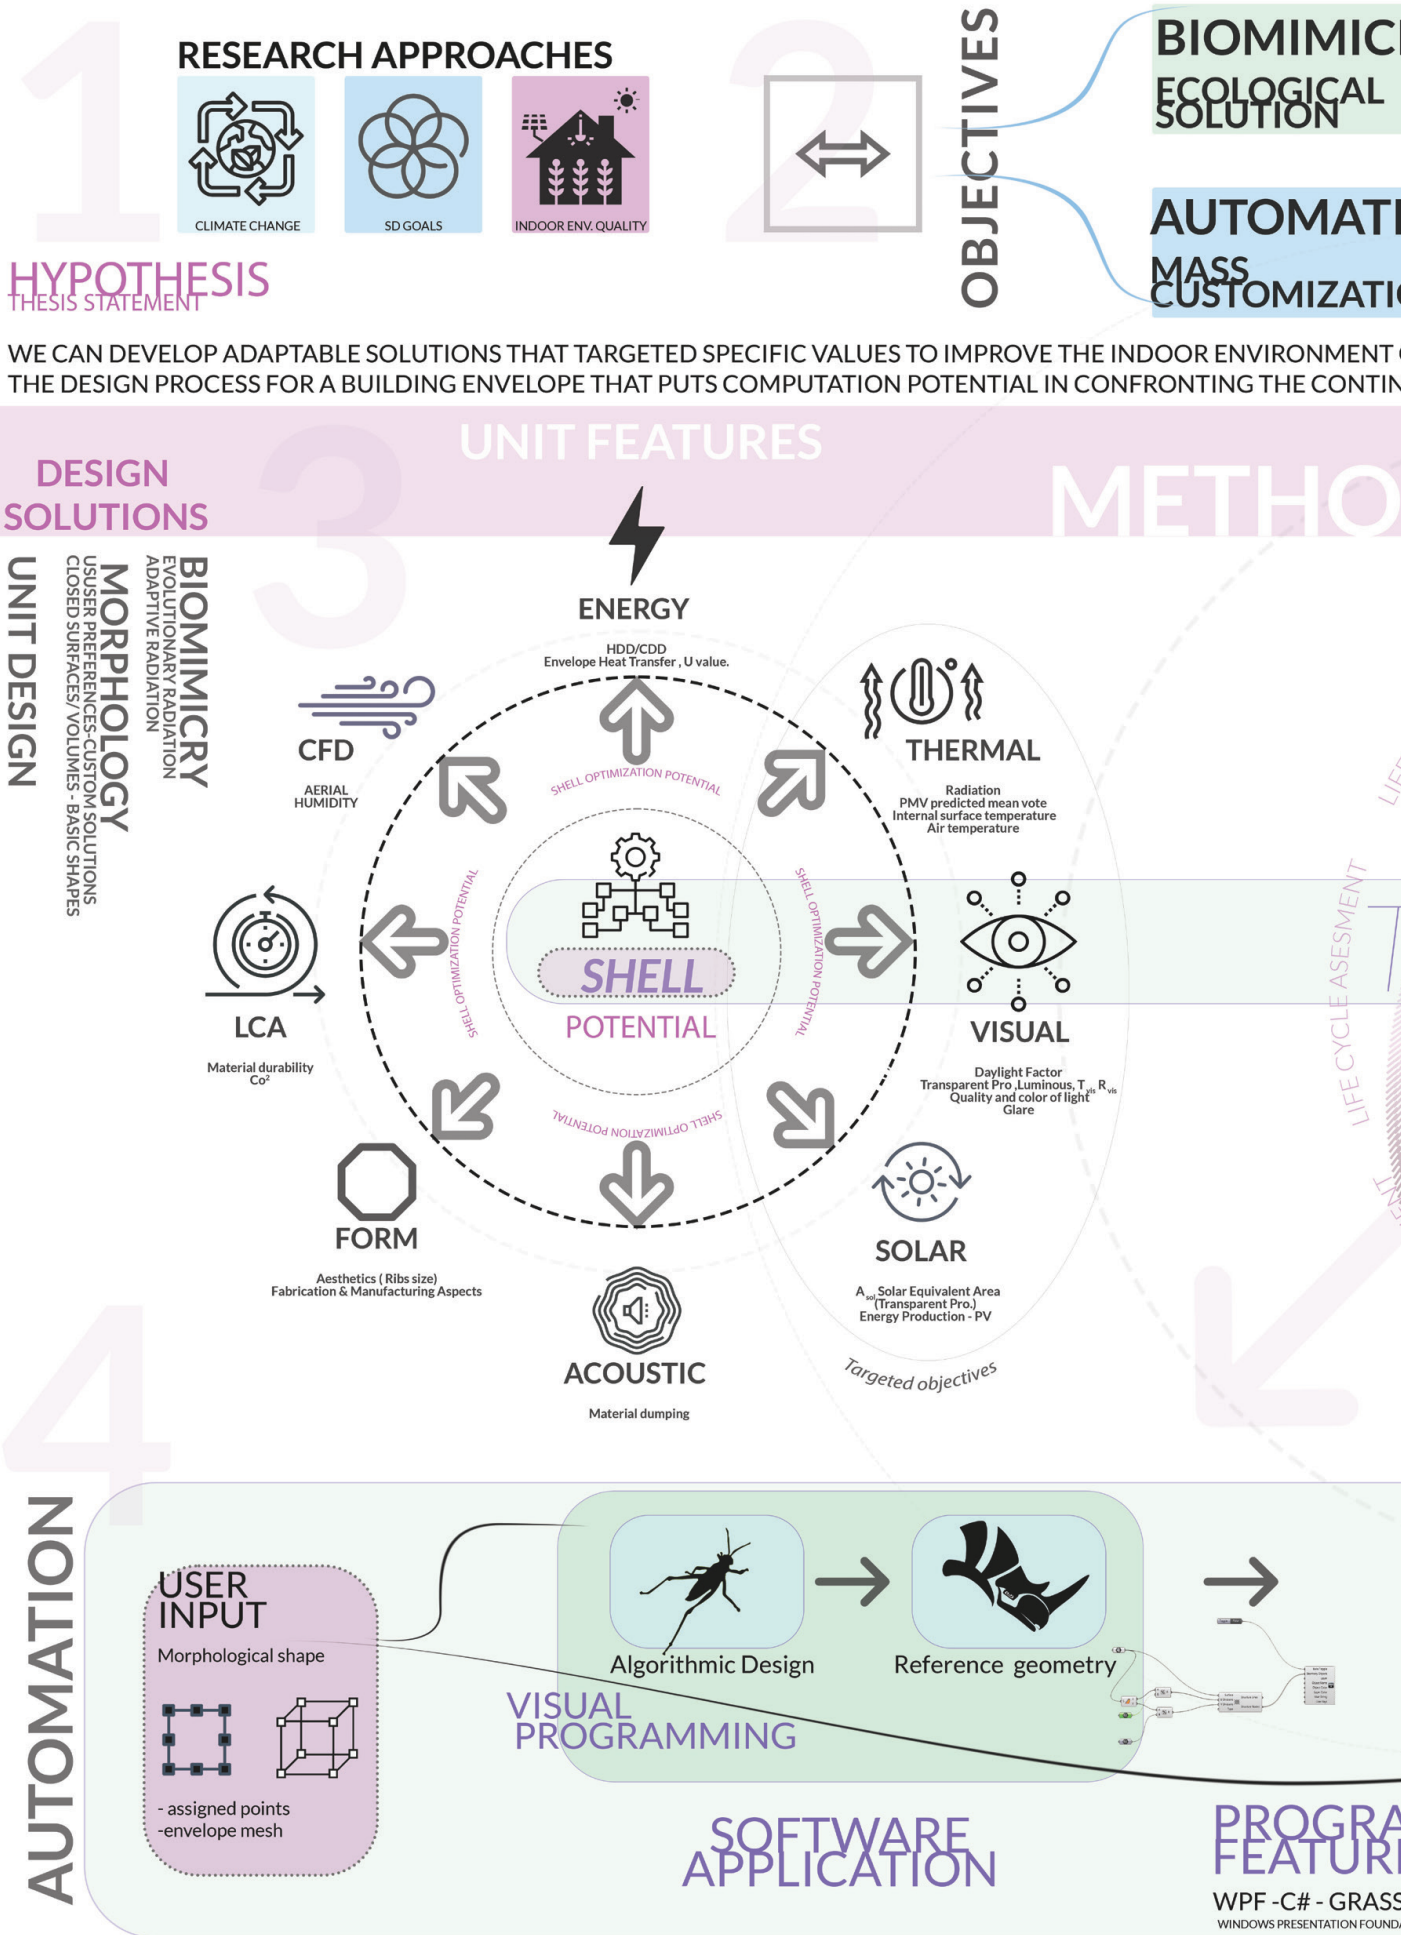 1
RESEARCH APPROACHES
CLIMATE CHANGE
SD GOALS
INDOOR ENV. QUALITY
HYPOTHESIS
THESIS STATEMENT
2
OBJECTIVES
BIOMIMIC
ECOLOGICAL
SOLUTION
AUTOMATI
MASS
CUSTOMIZATI
WE CAN DEVELOP ADAPTABLE SOLUTIONS THAT TARGETED SPECIFIC VALUES TO IMPROVE THE INDOOR ENVIRONMENT
THE DESIGN PROCESS FOR A BUILDING ENVELOPE THAT PUTS COMPUTATION POTENTIAL IN CONFRONTING THE CONTIN
3
UNIT FEATURES
METHO
DESIGN
SOLUTIONS
UNIT DESIGN
BIOMIMICRY
EVOLUTIONARY RADIATION
ADAPTIVE RADIATION
MORPHOLOGY
USUSER PREFERENCES-CUSTOM SOLUTIONS
CLOSED SURFACES/ VOLUMES - BASIC SHAPES
ENERGY
HDD/CDD
Envelope Heat Transfer , U value.
CFD
AERIAL
HUMIDITY
THERMAL
Radiation
PMV predicted mean vote
Internal surface temperature
Air temperature
SHELL OPTIMIZATION POTENTIAL
SHELL OPTIMIZATION POTENTIAL
SHELL OPTIMIZATION POTENTIAL
SHELL OPTIMIZATION POTENTIAL
SHELL
POTENTIAL
LCA
Material durability
Co²
VISUAL
Daylight Factor
Transparent Pro ,Luminous, T vis R vis
Quality and color of light
Glare
FORM
Aesthetics ( Ribs size)
Fabrication & Manufacturing Aspects
SOLAR
A sol, Solar Equivalent Area
(Transparent Pro.)
Energy Production - PV
ACOUSTIC
Material dumping
Targeted objectives
LIFE CYCLE ASESMENT
4
AUTOMATION
USER
INPUT
Morphological shape
- assigned points
-envelope mesh
Algorithmic Design
Reference geometry
VISUAL
PROGRAMMING
SOFTWARE
APPLICATION
PROGRA
FEATUR
WPF -C# - GRASS
WINDOWS PRESENTATION FOUND